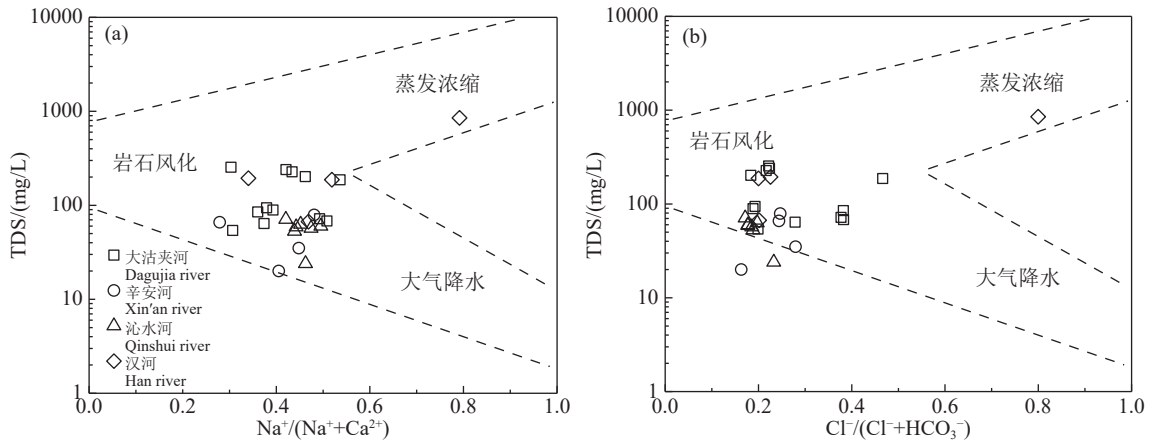 (a)
10000
1000
100
10
1
TDS/(mg/L)
蒸发浓缩
岩石风化
大气降水
大沽夹河
Dagujia river
辛安河
Xin'an river
沁水河
Qinshui river
汉河
Han river
0.0 0.2 0.4 0.6 0.8 1.0
Na⁺/(Na⁺+Ca²⁺)
(b)
10000
1000
100
10
1
TDS/(mg/L)
蒸发浓缩
岩石风化
大气降水
0.0 0.2 0.4 0.6 0.8 1.0
Cl⁻/(Cl⁻+HCO₃⁻)